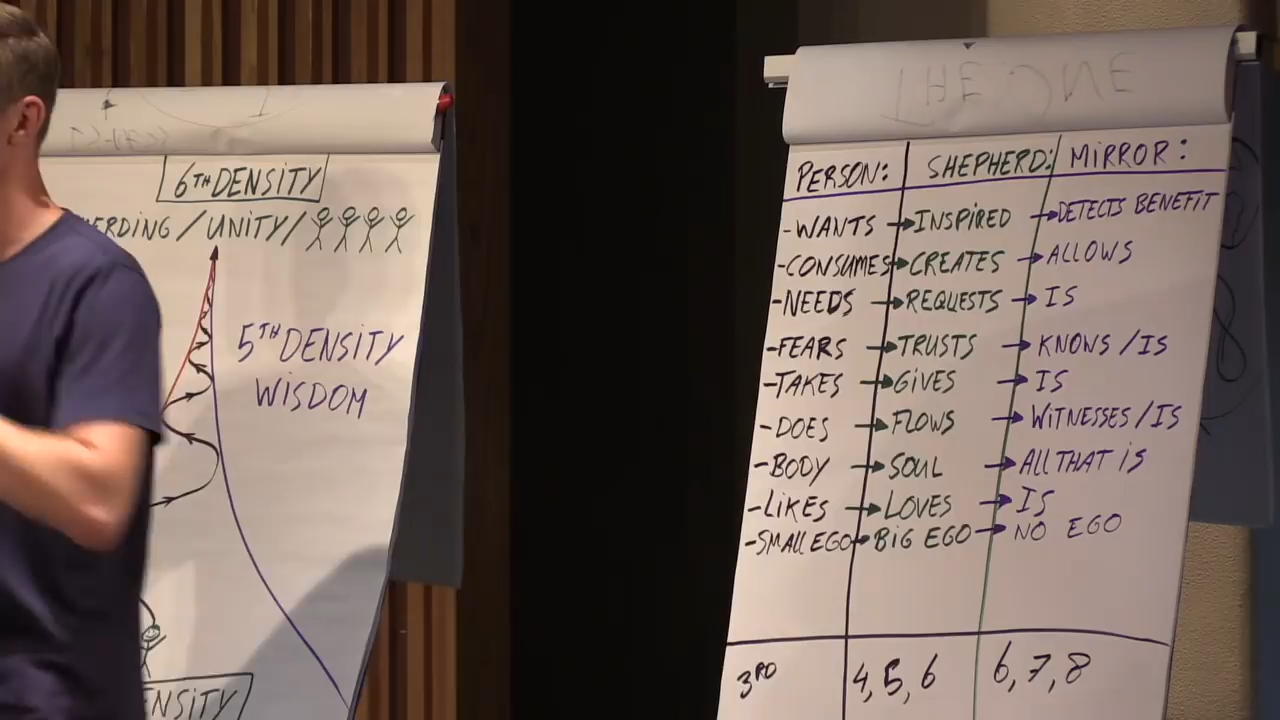 6TH DENSITY
ERDING / UNITY /
5TH DENSITY
WISDOM
ENSITY
THE ONE
PERSON: SHEPHERD: MIRROR:
-WANTS → INSPIRED → DETECTS BENEFIT
-CONSUMES → CREATES → ALLOWS
-NEEDS → REQUESTS → IS
-FEARS → TRUSTS → KNOWS / IS
-TAKES → GIVES → IS
-DOES → FLOWS → WITNESSES / IS
-BODY → SOUL → ALL THAT IS
-LIKES → LOVES → IS
-SMALL EGO → BIG EGO → NO EGO
3RD 4, 5, 6 6, 7, 8